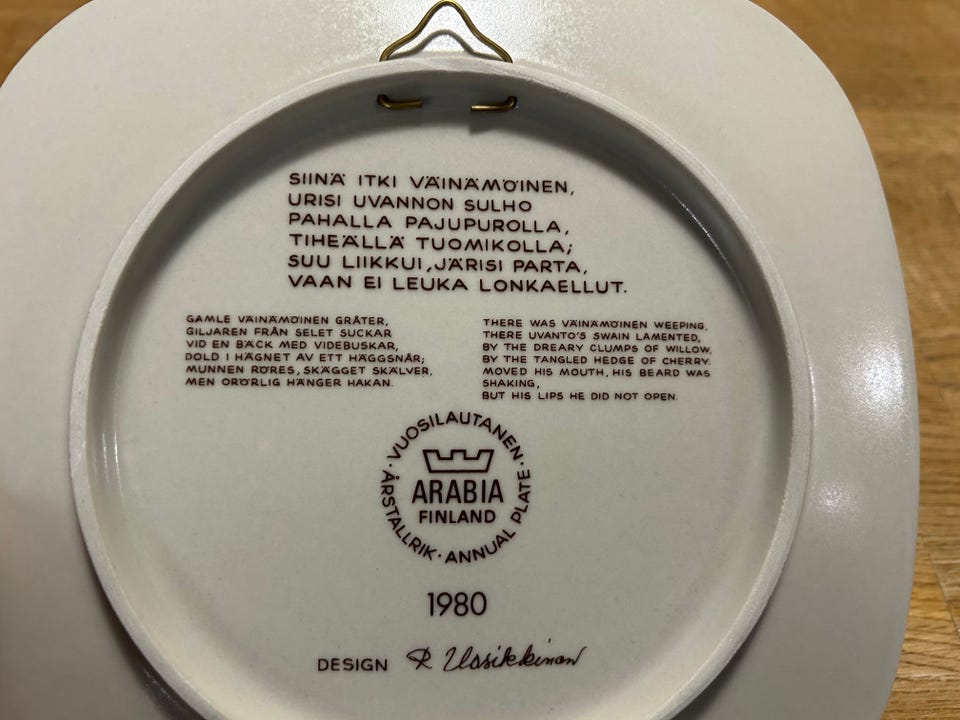 SIINÄ ITKI VÄINÄMÖINEN,
URISI UVANNON SULHO
PAHALLA PAJUPUROLLA,
TIHEÄLLÄ TUOMIKOLLA;
SUU LIIKKUI, JÄRISI PARTA,
VAAN EI LEUKA LONKAELLUT.
GAMLE VÄINÄMÖINEN GRÅTER,
GILJAREN FRÅN SELET SUCKAR
VID EN BÄCK MED VIDEBUSKAR,
DOLD I HÄGNET AV ETT HÄGGSNÅR;
MUNNEN RÖRES, SKÄGGET SKÄLVER,
MEN ORÖRLIG HÄNGER HAKAN.
THERE WAS VÄINÄMÖINEN WEEPING,
THERE UVANTO'S SWAIN LAMENTED,
BY THE DREARY CLUMPS OF WILLOW,
BY THE TANGLED HEDGE OF CHERRY.
MOVED HIS MOUTH, HIS BEARD WAS
SHAKING,
BUT HIS LIPS HE DID NOT OPEN.
· VUOSILAUTANEN · ANNUAL PLATE · ÅRSTALLRIK
ARABIA
FINLAND
1980
DESIGN R Uosikkinen